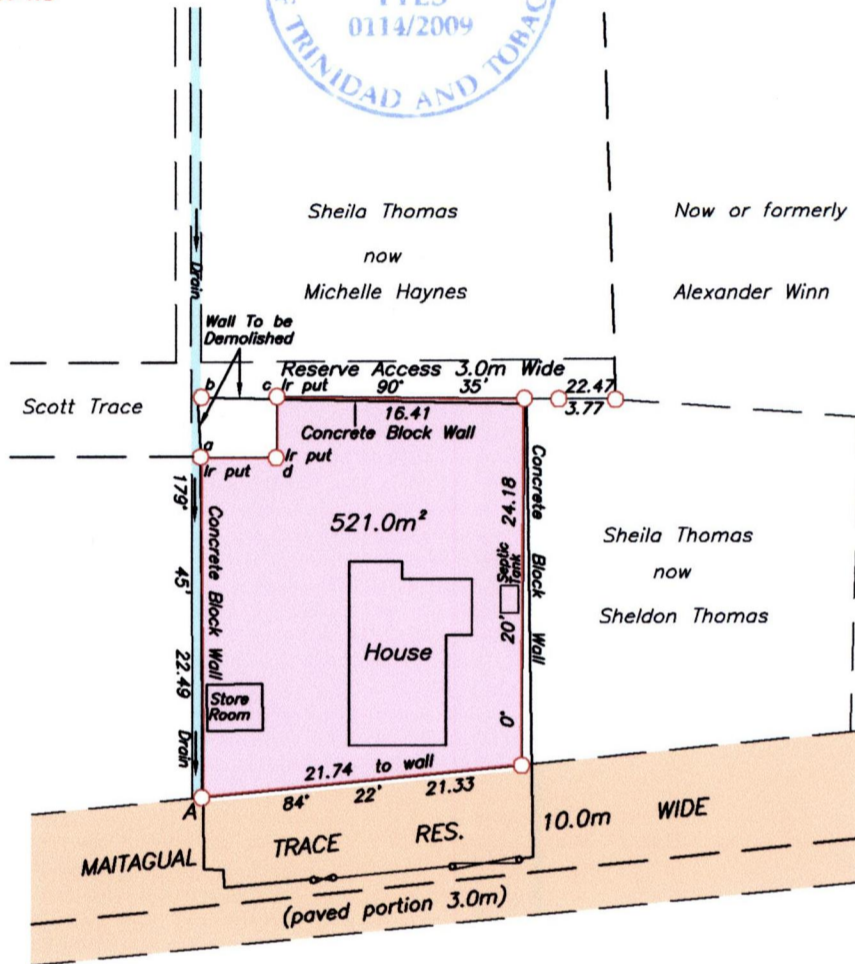 0114/2009
TRINIDAD AND TOBAGO
Sheila Thomas
now
Michelle Haynes
Now or formerly
Alexander Winn
Drain
Wall To be
Demolished
Reserve Access 3.0m Wide
b
c
Ir put
90°
35'
22.47
3.77
Scott Trace
16.41
Concrete Block Wall
a
Ir put
Ir put
d
179°
45'
22.49
Concrete Block Wall
521.0m²
24.18
Concrete Block Wall
Septic
Tank
20'
0°
Sheila Thomas
now
Sheldon Thomas
House
Store
Room
Drain
21.74 to wall
84°
22'
21.33
A
MAITAGUAL
TRACE
RES.
10.0m
WIDE
(paved portion 3.0m)